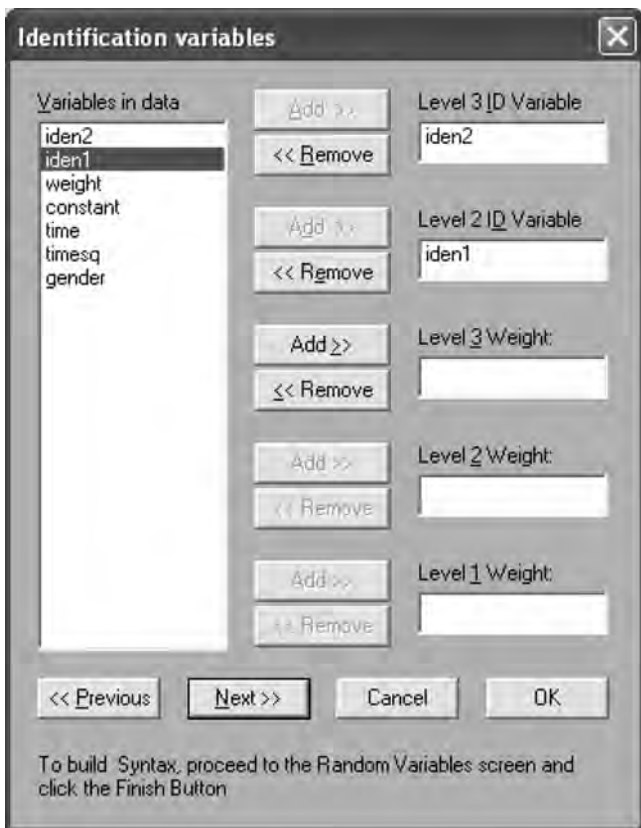 Identification variables
Variables in data
iden2
iden1
weight
constant
time
timesq
gender
Add >>
<< Remove
Level 3 ID Variable
iden2
Add >>
<< Remove
Level 2 ID Variable
iden1
Add >>
<< Remove
Level 3 Weight:
Add >>
<< Remove
Level 2 Weight:
Add >>
<< Remove
Level 1 Weight:
<< Previous
Next >>
Cancel
OK
To build Syntax, proceed to the Random Variables screen and
click the Finish Button